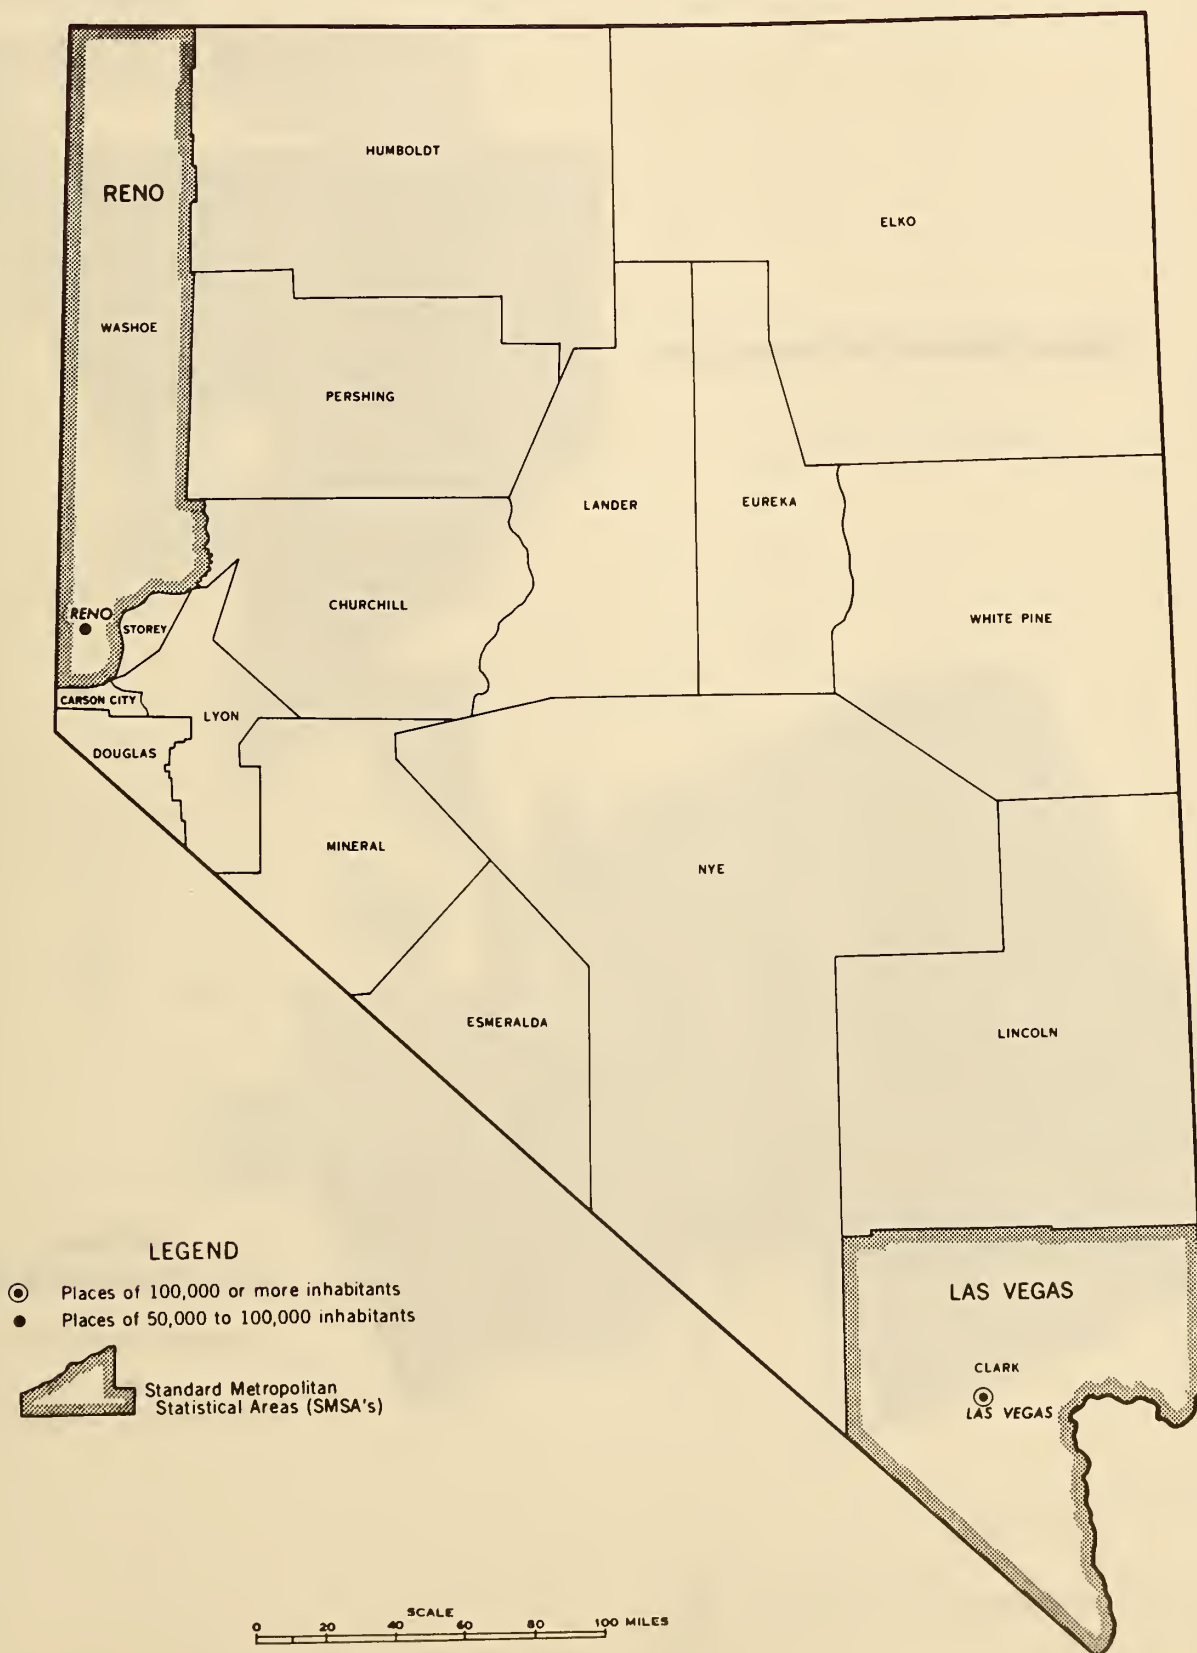 HUMBOLDT
RENO
ELKO
WASHOE
PERSHING
LANDER
EUREKA
CHURCHILL
RENO
STOREY
WHITE PINE
CARSON CITY
LYON
DOUGLAS
MINERAL
NYE
ESMERALDA
LINCOLN
LEGEND
Places of 100,000 or more inhabitants
Places of 50,000 to 100,000 inhabitants
Standard Metropolitan
Statistical Areas (SMSA's)
LAS VEGAS
CLARK
LAS VEGAS
SCALE
0 20 40 60 80 100 MILES